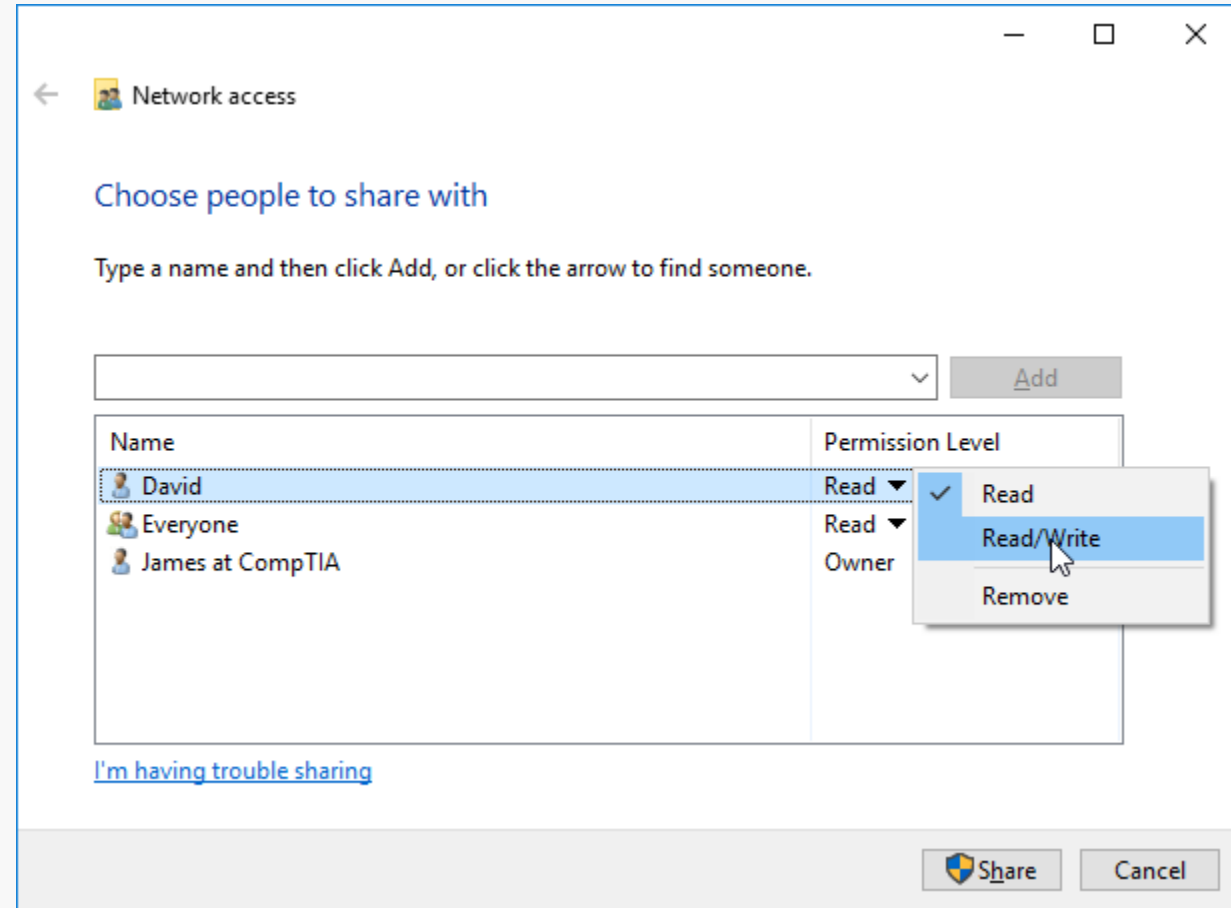 Network access
Choose people to share with
Type a name and then click Add, or click the arrow to find someone.
Add
Name Permission Level
David Read
Read
Everyone Read
Read/Write
James at CompTIA Owner
Remove
I'm having trouble sharing
Share Cancel